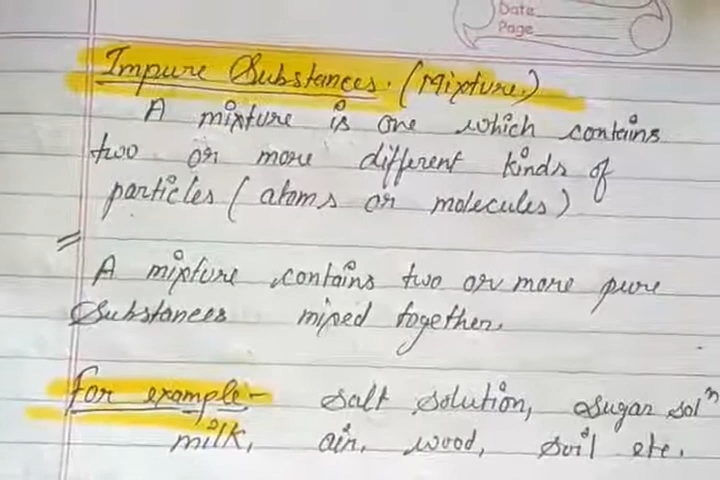 Date
Page
Impure Substances. (Mixture.)
A mixture is one which contains
two or more different kinds of
particles ( atoms or molecules )
A mixture contains two or more pure
Substances mixed together.
For example:- Salt solution, sugar solⁿ
milk, air, wood, soil etc.